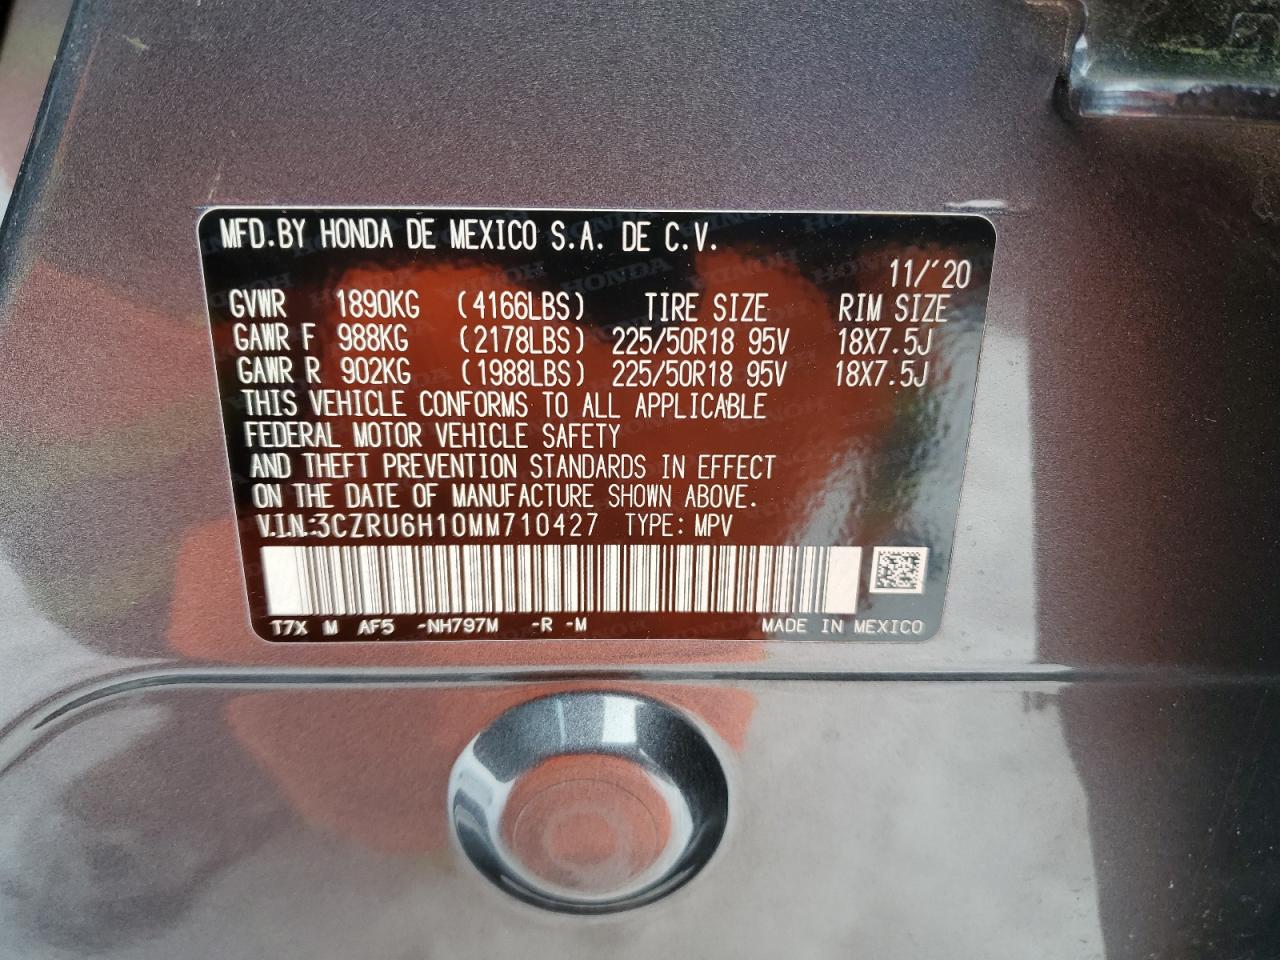 MFD.BY HONDA DE MEXICO S.A. DE C.V.
11/'20
GVWR 1890KG (4166LBS) TIRE SIZE RIM SIZE
GAWR F 988KG (2178LBS) 225/50R18 95V 18X7.5J
GAWR R 902KG (1988LBS) 225/50R18 95V 18X7.5J
THIS VEHICLE CONFORMS TO ALL APPLICABLE
FEDERAL MOTOR VEHICLE SAFETY
AND THEFT PREVENTION STANDARDS IN EFFECT
ON THE DATE OF MANUFACTURE SHOWN ABOVE.
V.I.N.:3CZRU6H10MM710427 TYPE: MPV
T7X M AF5 -NH797M -R -M MADE IN MEXICO